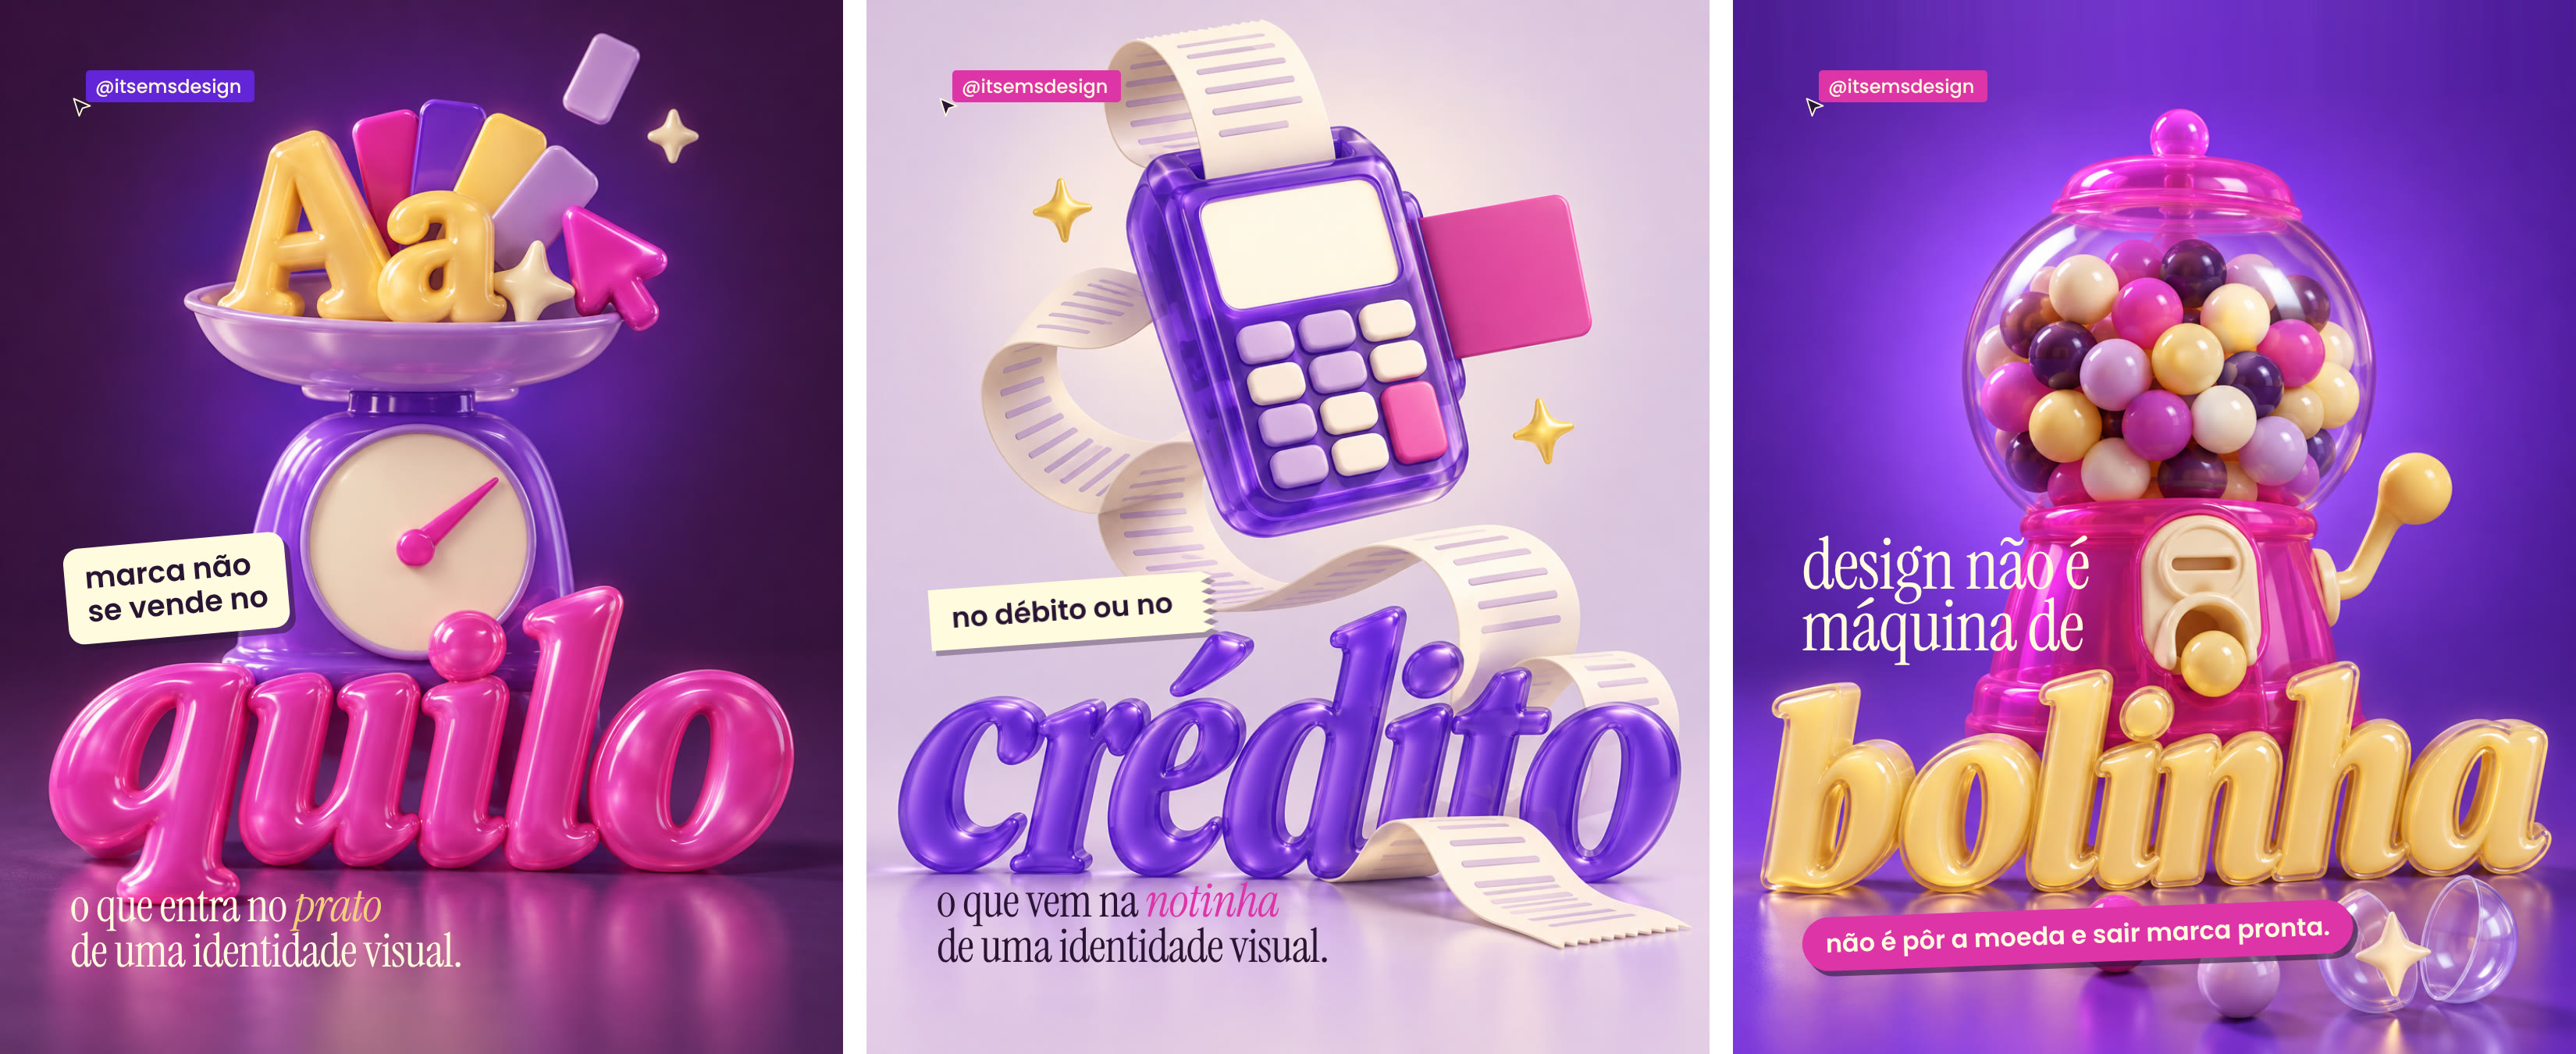 @itsemsdesign
Aa
marca não
se vende no
quilo
o que entra no prato
de uma identidade visual.
@itsemsdesign
no débito ou no
crédito
o que vem na notinha
de uma identidade visual.
@itsemsdesign
design não é
máquina de
bolinha
não é pôr a moeda e sair marca pronta.